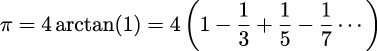 π = 4 arctan(1) = 4 ( 1 − 1/3 + 1/5 − 1/7 ⋯ )